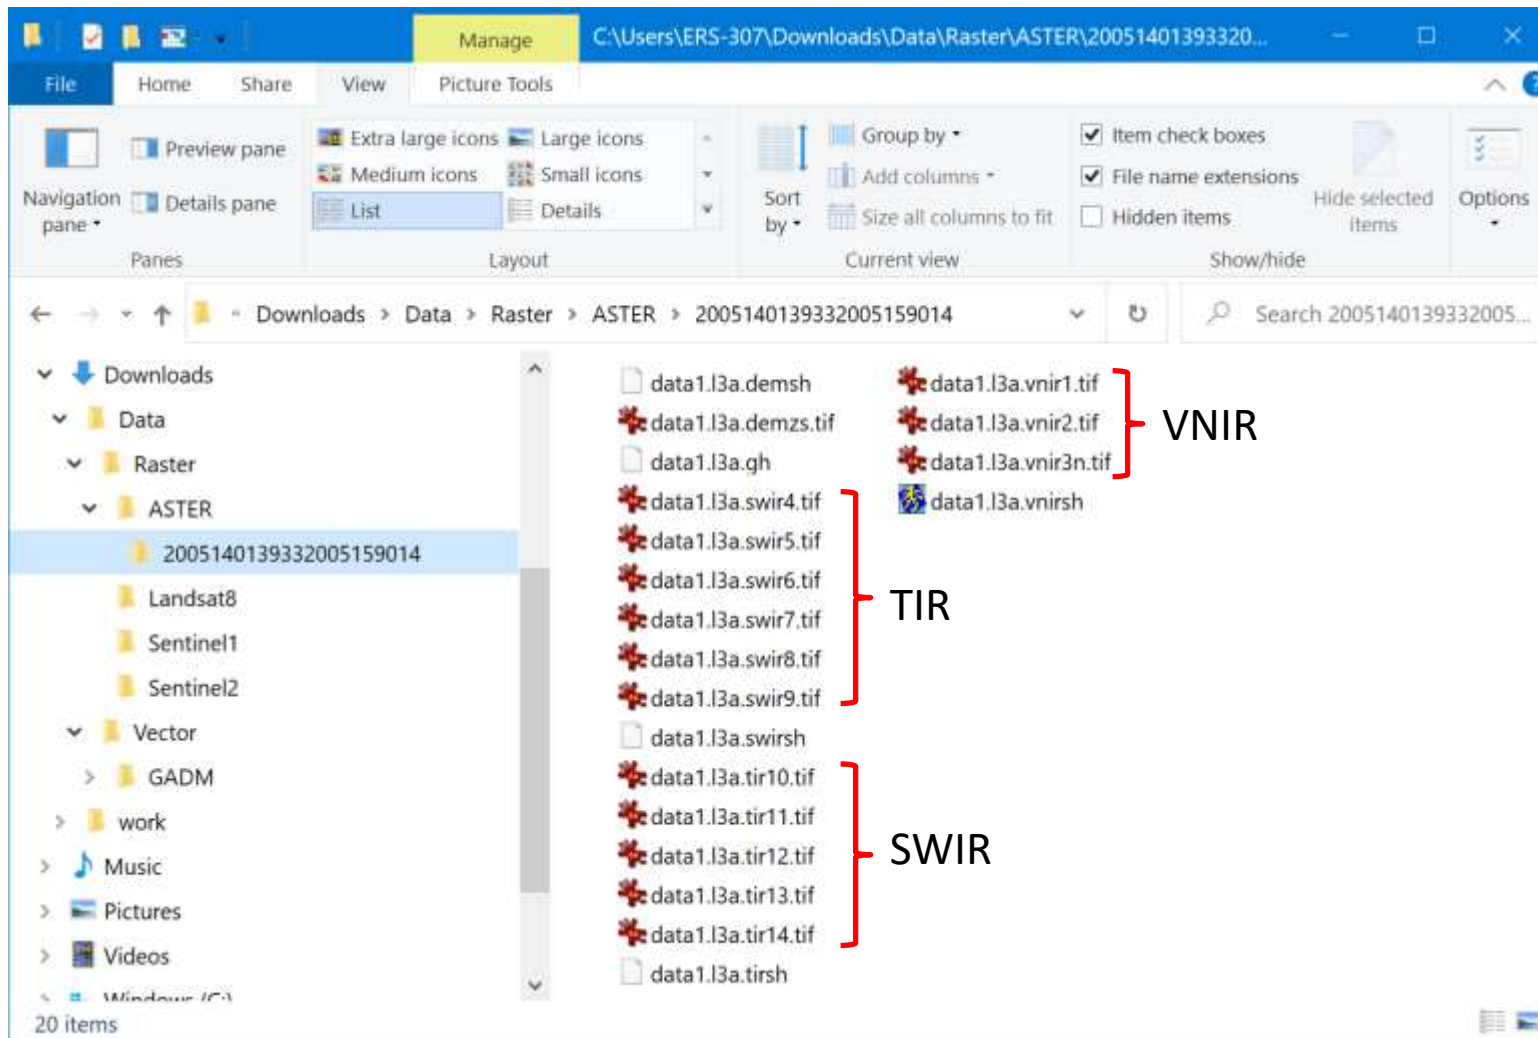 Manage
C:\Users\ERS-307\Downloads\Data\Raster\ASTER\20051401393320...
File
Home
Share
View
Picture Tools
Navigation pane
Preview pane
Details pane
Panes
Extra large icons
Large icons
Medium icons
Small icons
List
Details
Layout
Sort by
Group by
Add columns
Size all columns to fit
Current view
Item check boxes
File name extensions
Hidden items
Hide selected items
Show/hide
Options
Downloads > Data > Raster > ASTER > 2005140139332005159014
Search 2005140139332005...
Downloads
Data
Raster
ASTER
2005140139332005159014
Landsat8
Sentinel1
Sentinel2
Vector
GADM
work
Music
Pictures
Videos
Windows (C:)
data1.l3a.demsh
data1.l3a.demzs.tif
data1.l3a.gh
data1.l3a.swir4.tif
data1.l3a.swir5.tif
data1.l3a.swir6.tif
data1.l3a.swir7.tif
data1.l3a.swir8.tif
data1.l3a.swir9.tif
data1.l3a.swirsh
data1.l3a.tir10.tif
data1.l3a.tir11.tif
data1.l3a.tir12.tif
data1.l3a.tir13.tif
data1.l3a.tir14.tif
data1.l3a.tirsh
data1.l3a.vnir1.tif
data1.l3a.vnir2.tif
data1.l3a.vnir3n.tif
data1.l3a.vnirsh
VNIR
TIR
SWIR
20 items